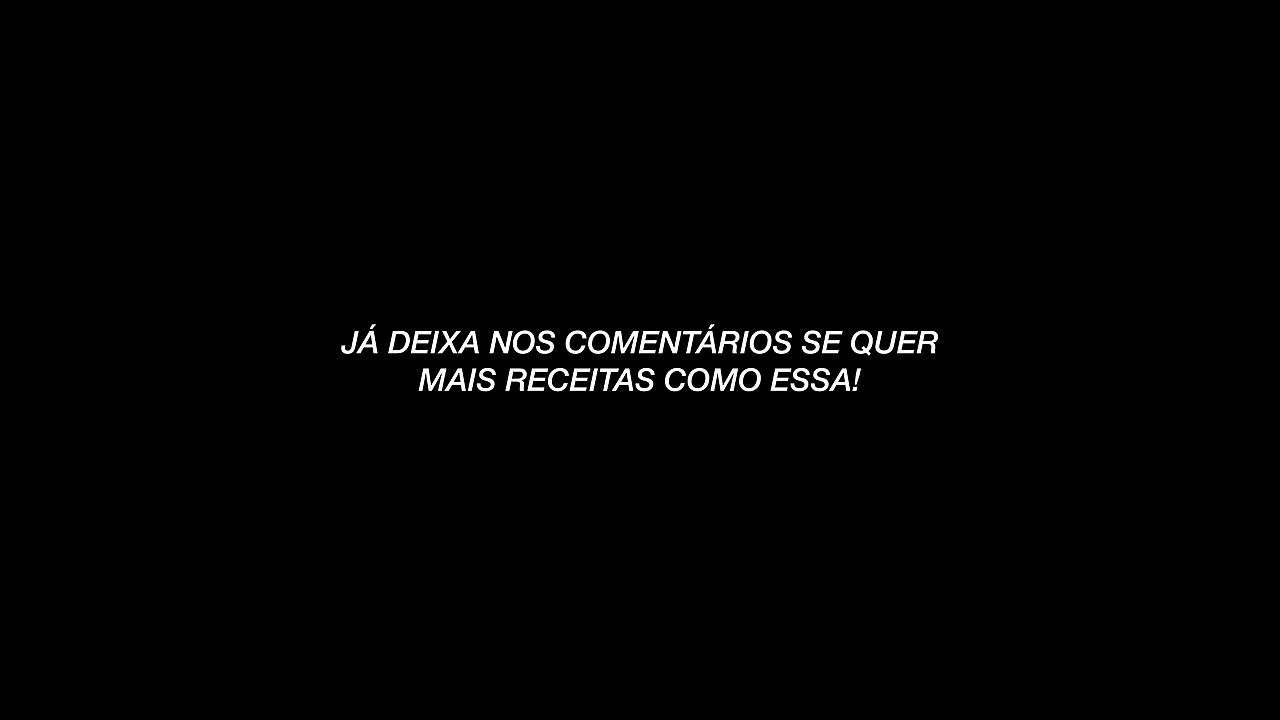 JÁ DEIXA NOS COMENTÁRIOS SE QUER
MAIS RECEITAS COMO ESSA!